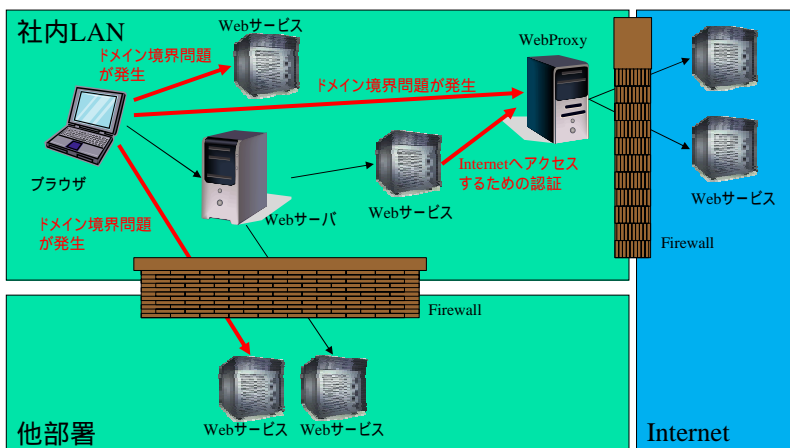 社内LAN
Webサービス
ドメイン境界問題
が発生
WebProxy
ドメイン境界問題が発生
ブラウザ
Webサーバ
Webサービス
Internetへアクセス
するための認証
Webサービス
ドメイン境界問題
が発生
Firewall
Firewall
Webサービス
Webサービス
他部署
Internet